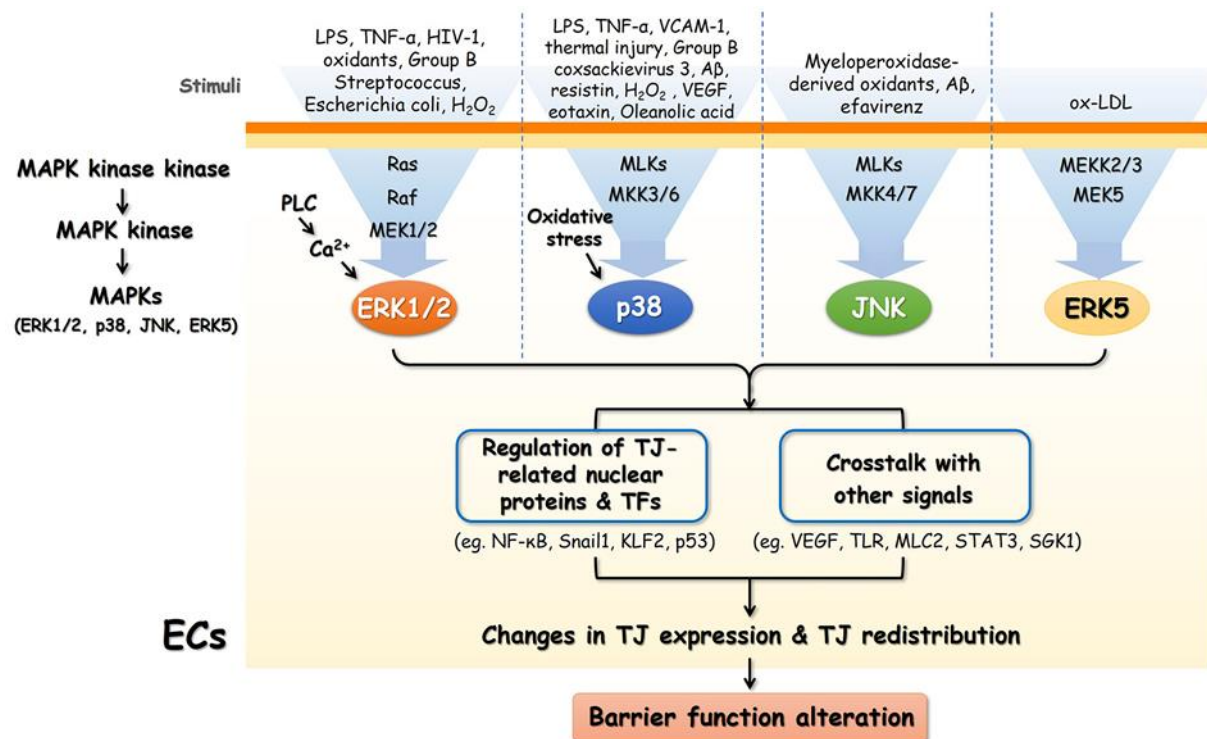 Stimuli
LPS, TNF-α, HIV-1,
oxidants, Group B
Streptococcus,
Escherichia coli, H₂O₂
LPS, TNF-α, VCAM-1,
thermal injury, Group B
coxsackievirus 3, Aβ,
resistin, H₂O₂ , VEGF,
eotaxin, Oleanolic acid
Myeloperoxidase-
derived oxidants, Aβ,
efavirenz
ox-LDL
MAPK kinase kinase
MAPK kinase
MAPKs
(ERK1/2, p38, JNK, ERK5)
Ras
Raf
MEK1/2
PLC
Ca²⁺
ERK1/2
MLKs
MKK3/6
Oxidative
stress
p38
MLKs
MKK4/7
JNK
MEKK2/3
MEK5
ERK5
Regulation of TJ-
related nuclear
proteins & TFs
(eg. NF-κB, Snail1, KLF2, p53)
Crosstalk with
other signals
(eg. VEGF, TLR, MLC2, STAT3, SGK1)
ECs
Changes in TJ expression & TJ redistribution
Barrier function alteration